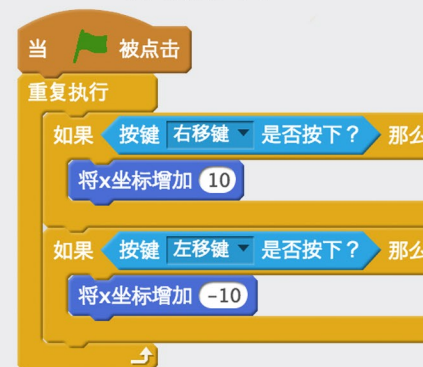 当 被点击
重复执行
如果 按键 右移键 是否按下？ 那么
将x坐标增加 10
如果 按键 左移键 是否按下？ 那么
将x坐标增加 -10